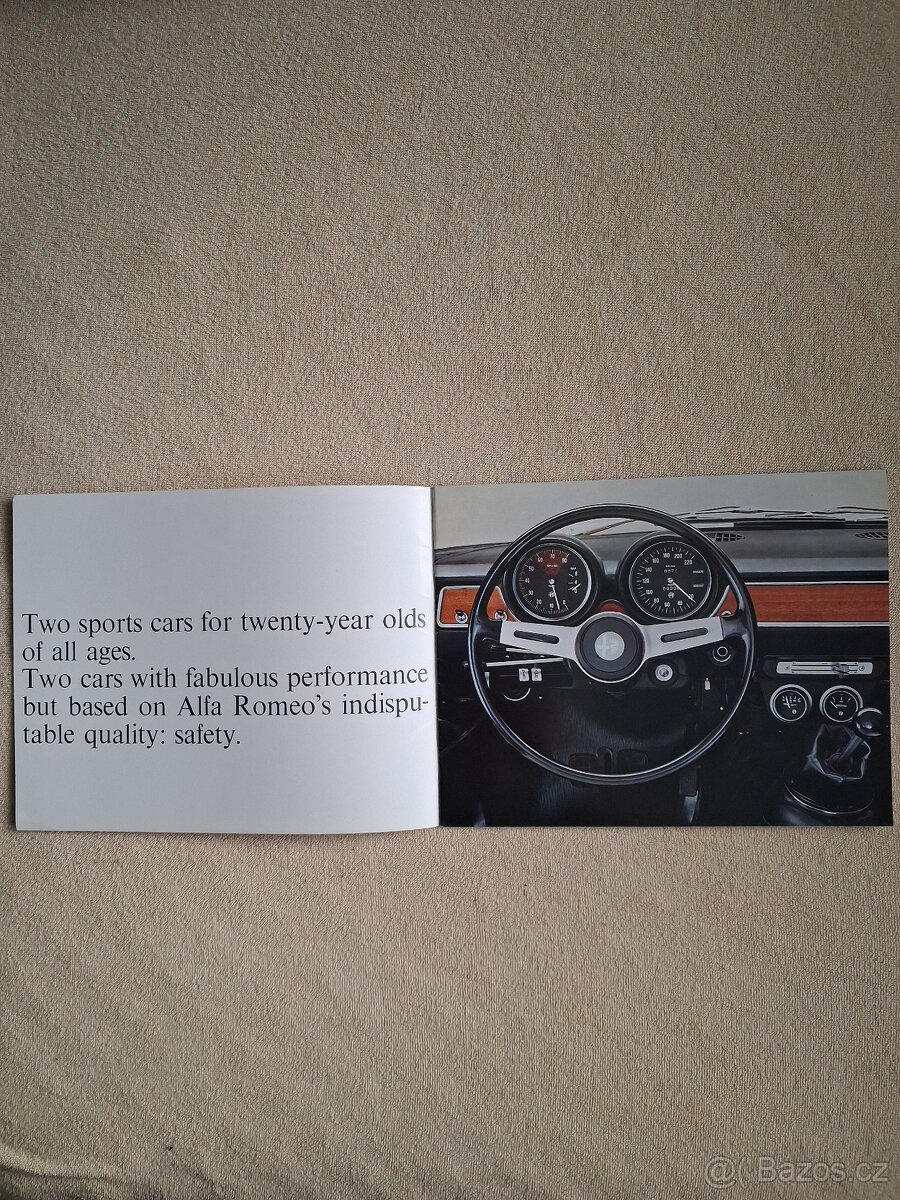 Two sports cars for twenty-year olds
of all ages.
Two cars with fabulous performance
but based on Alfa Romeo's indispu-
table quality: safety.
@( Bazos.cz